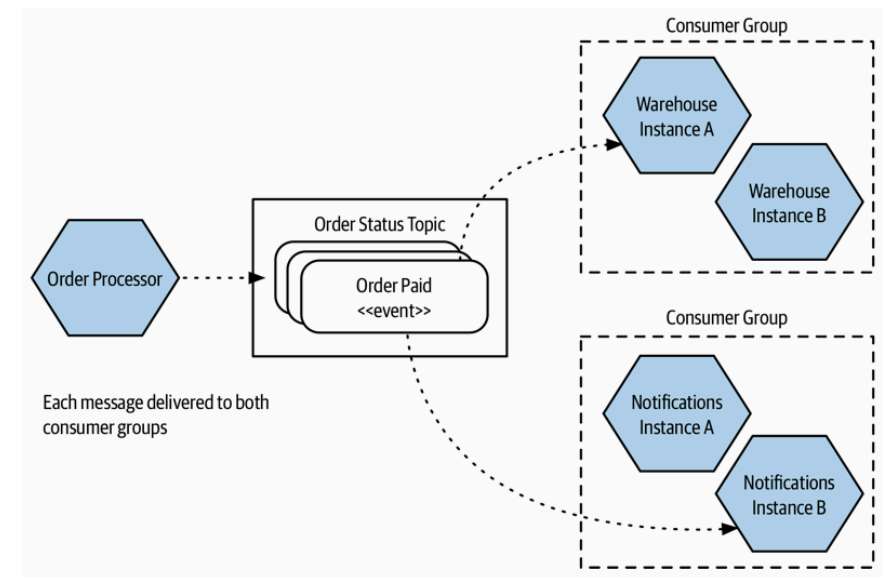 Consumer Group
Warehouse
Instance A
Warehouse
Instance B
Order Status Topic
Order Processor
Order Paid
<<event>>
Each message delivered to both
consumer groups
Consumer Group
Notifications
Instance A
Notifications
Instance B